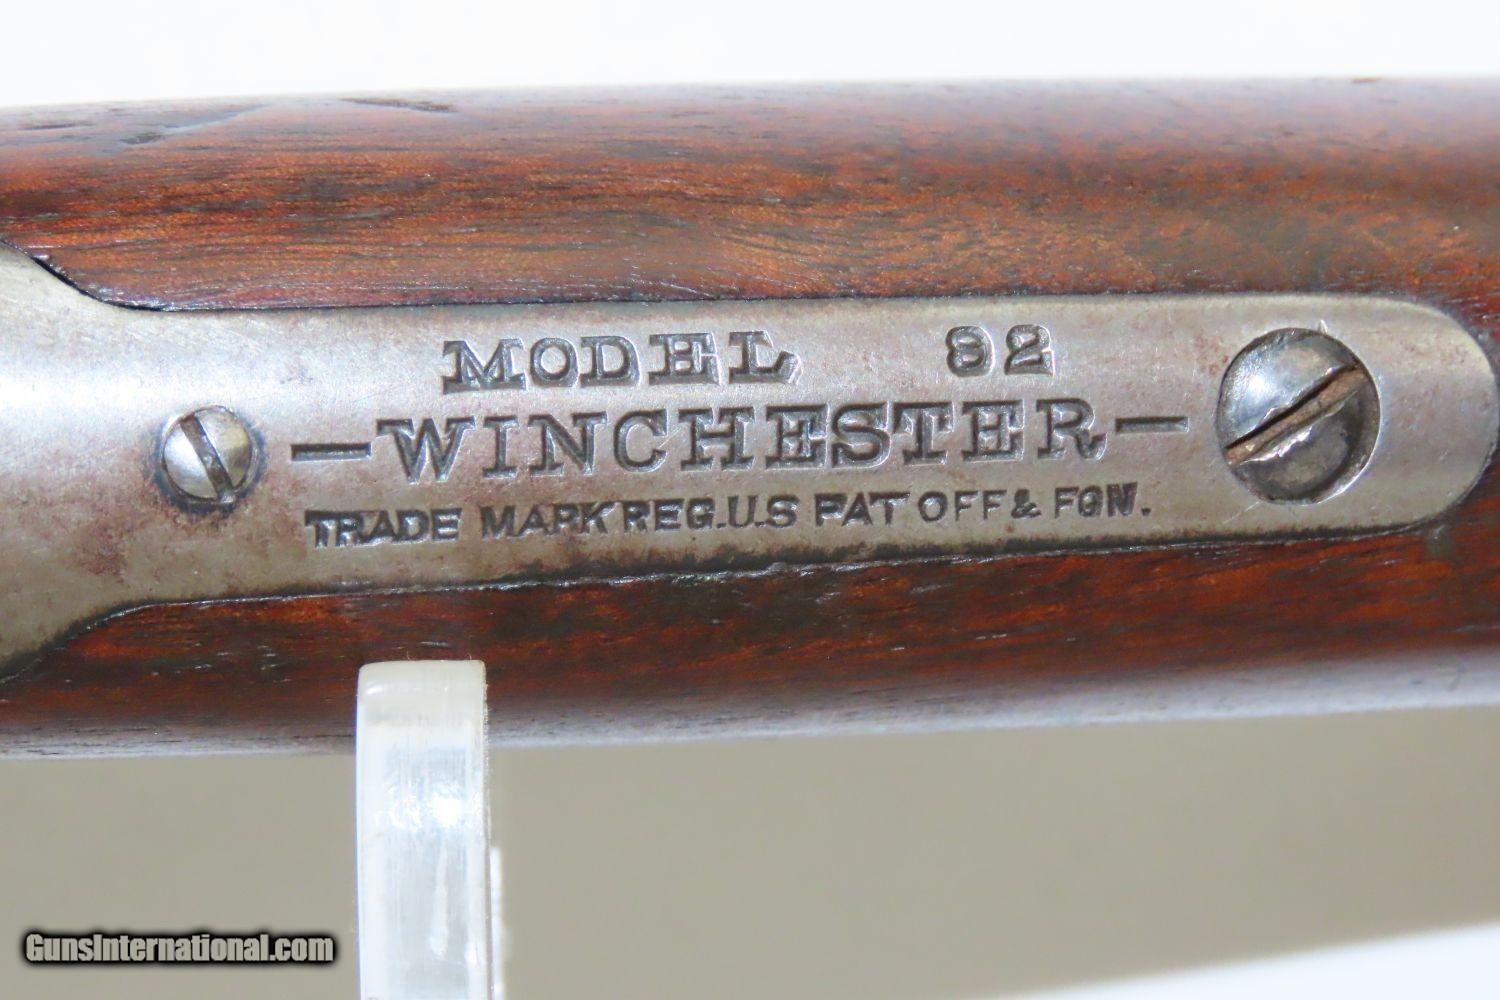 MODEL 92
—WINCHESTER—
TRADE MARK REG. U.S PAT OFF & FGN.
GunsInternational.com